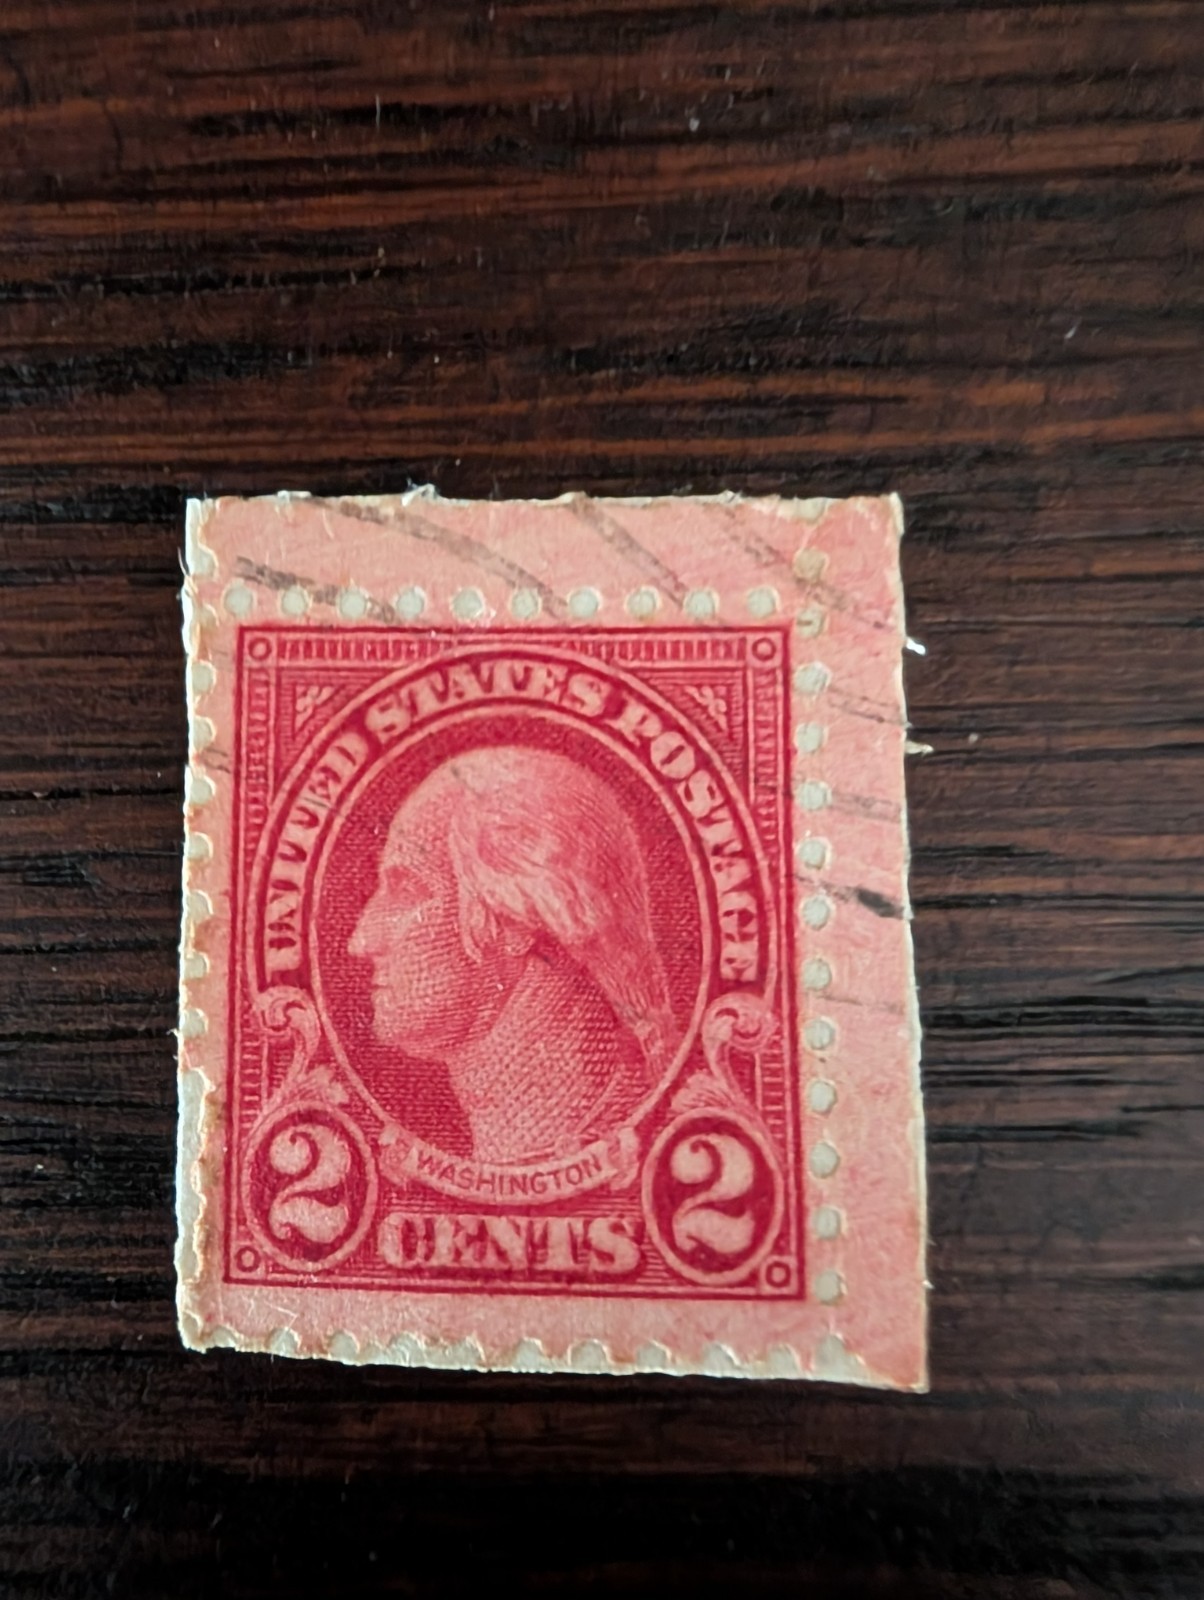 UNITED STATES POSTAGE
WASHINGTON
2 CENTS 2